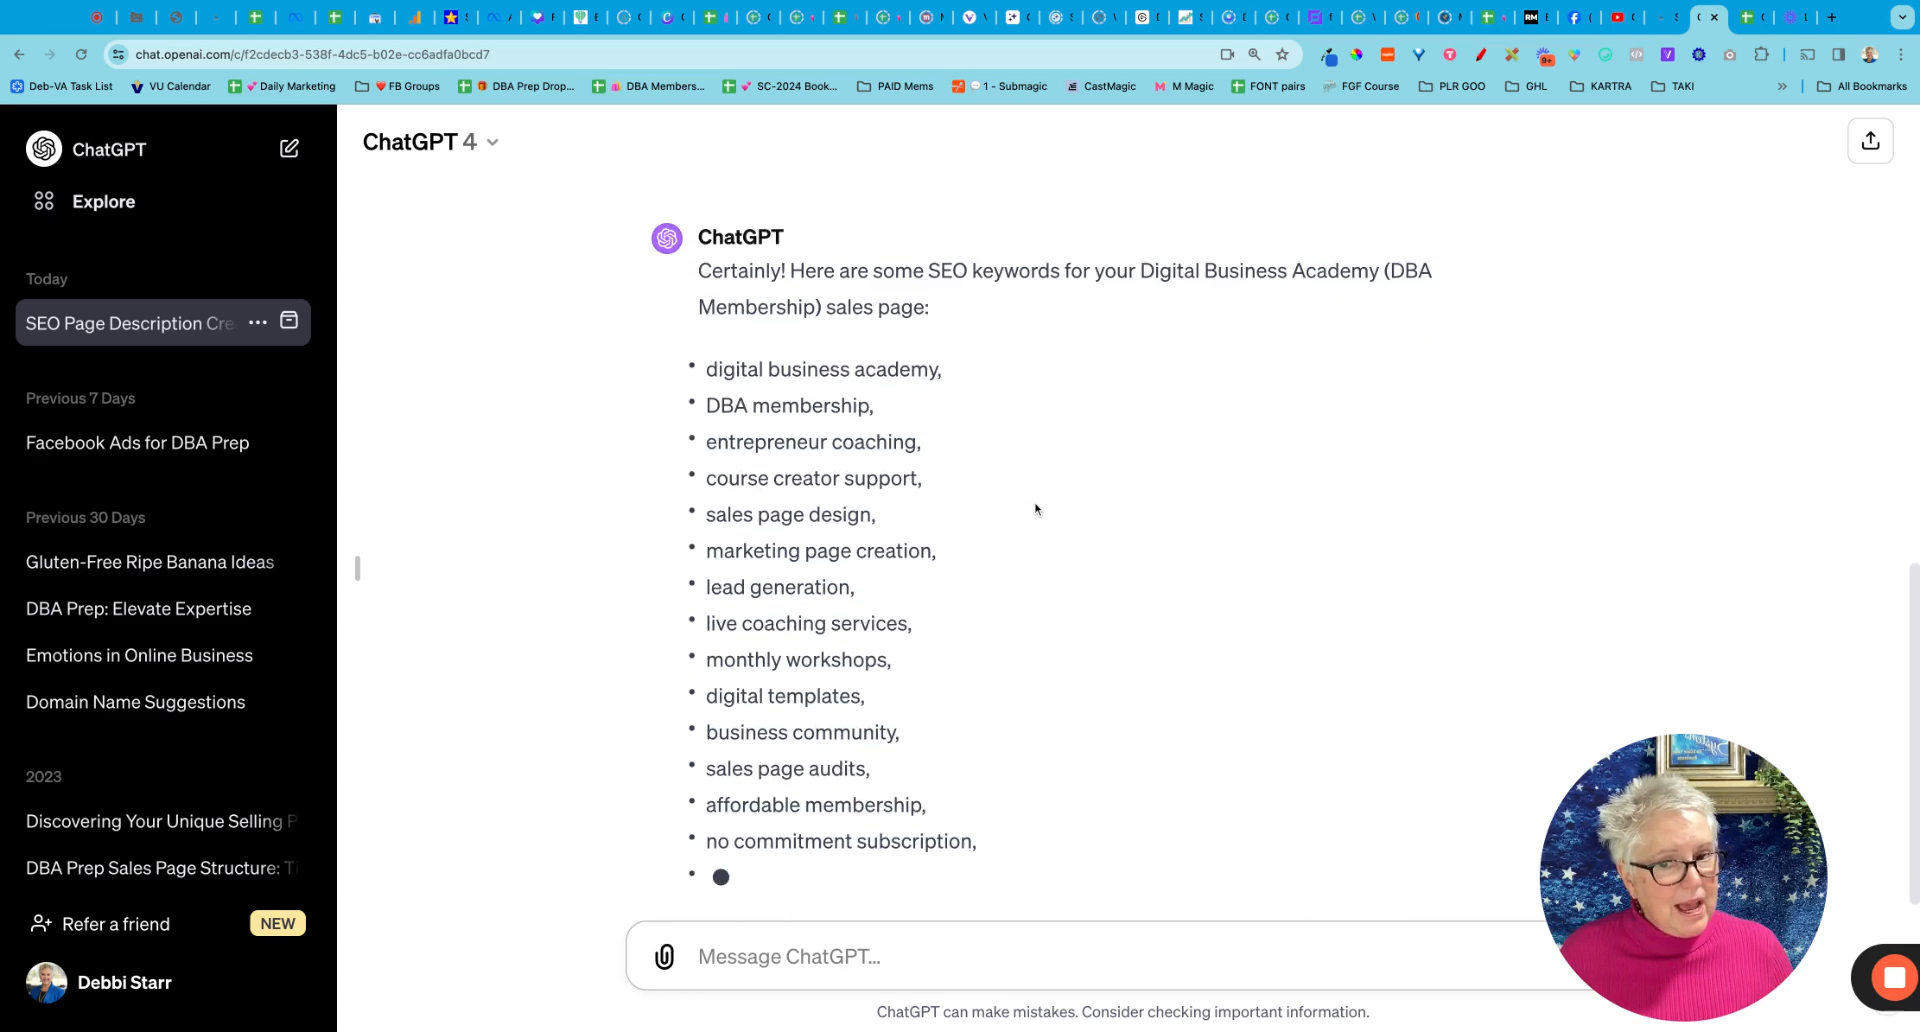 chat.openai.com/c/f2cdecb3-538f-4dc5-b02e-cc6adfa0bcd7
9+
Deb-VA Task List
VU Calendar
Daily Marketing
FB Groups
DBA Prep Drop...
DBA Members...
SC-2024 Book...
PAID Mems
1 - Submagic
CastMagic
M Magic
FONT pairs
FGF Course
PLR GOO
GHL
KARTRA
TAKI
»
All Bookmarks
ChatGPT
Explore
Today
SEO Page Description Cre
Previous 7 Days
Facebook Ads for DBA Prep
Previous 30 Days
Gluten-Free Ripe Banana Ideas
DBA Prep: Elevate Expertise
Emotions in Online Business
Domain Name Suggestions
2023
Discovering Your Unique Selling P
DBA Prep Sales Page Structure: T
Refer a friend
NEW
Debbi Starr
ChatGPT 4
ChatGPT
Certainly! Here are some SEO keywords for your Digital Business Academy (DBA
Membership) sales page:
• digital business academy,
• DBA membership,
• entrepreneur coaching,
• course creator support,
• sales page design,
• marketing page creation,
• lead generation,
• live coaching services,
• monthly workshops,
• digital templates,
• business community,
• sales page audits,
• affordable membership,
• no commitment subscription,
Message ChatGPT...
ChatGPT can make mistakes. Consider checking important information.